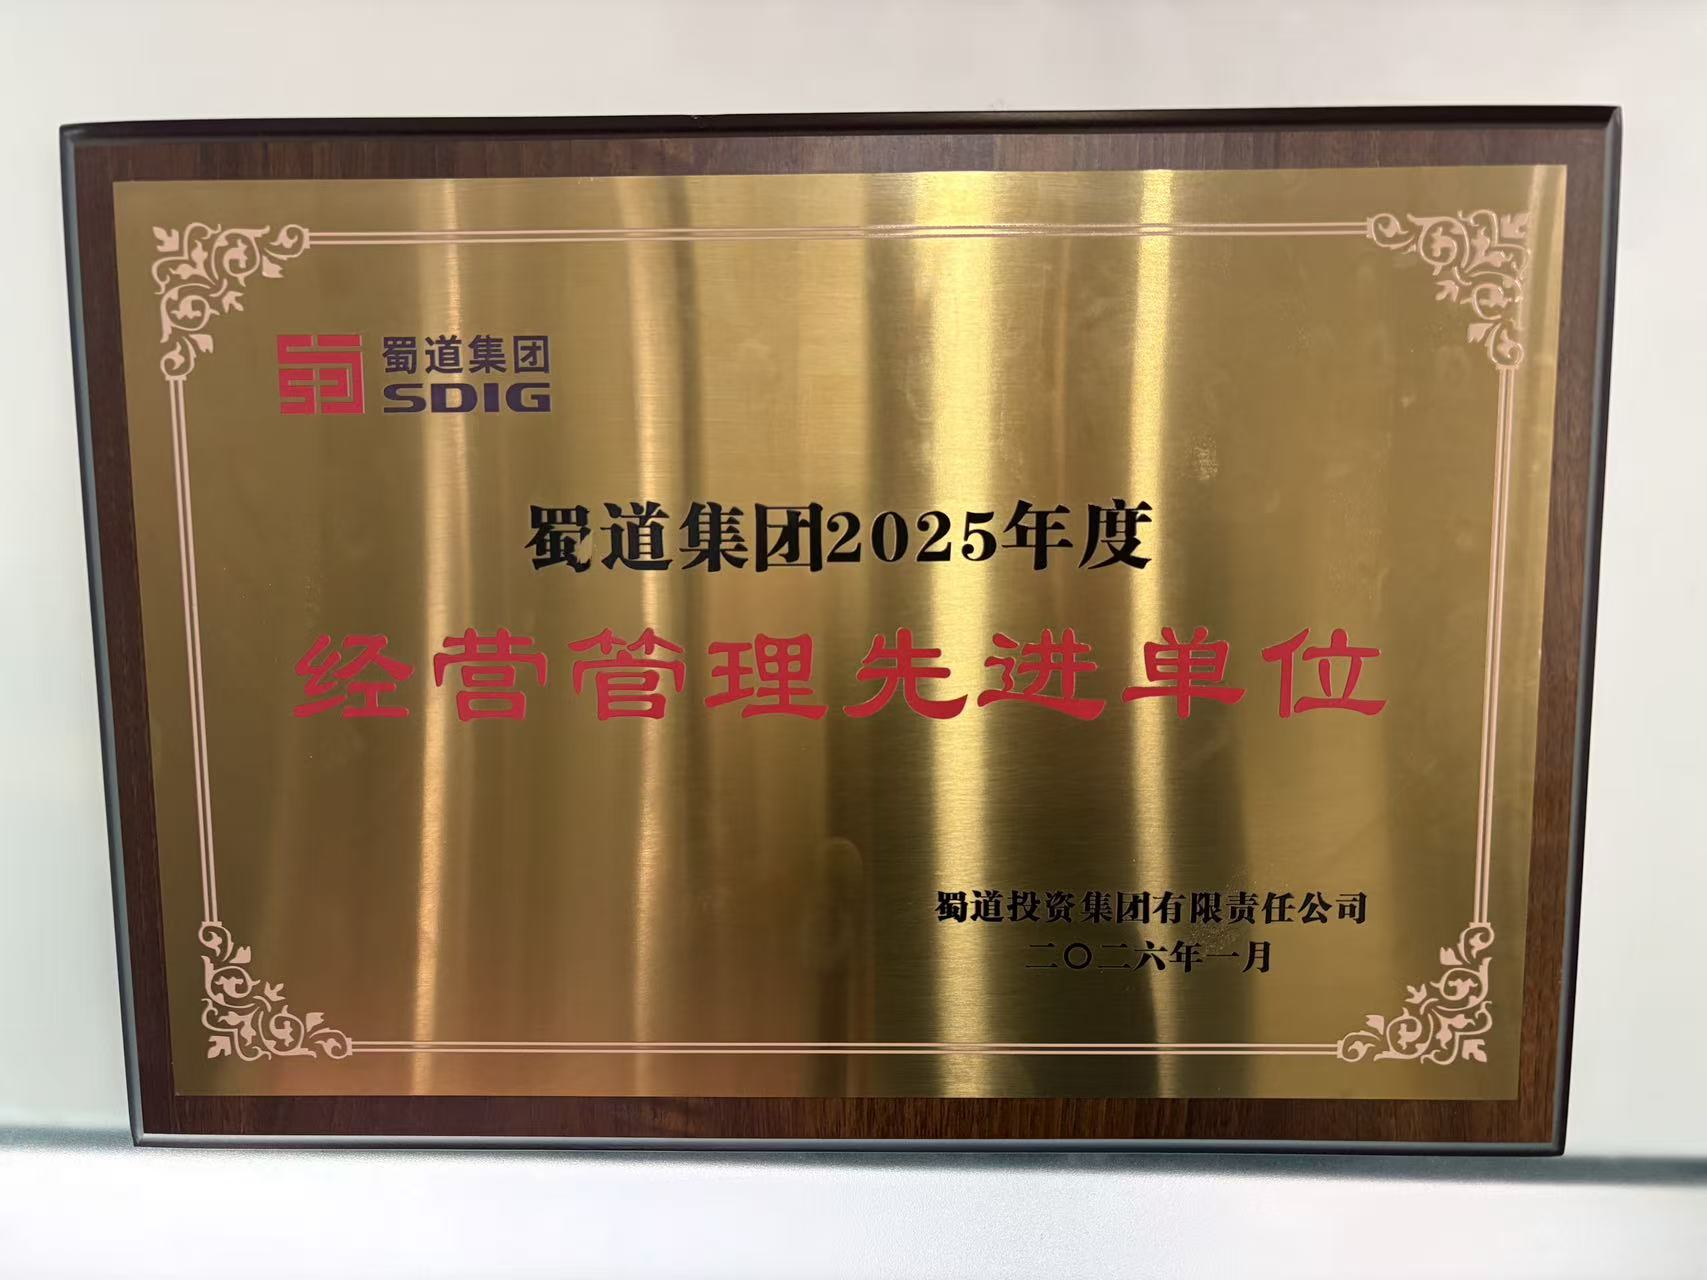 蜀道集团
SDIG
蜀道集团2025年度
经营管理先进单位
蜀道投资集团有限责任公司
二〇二六年一月